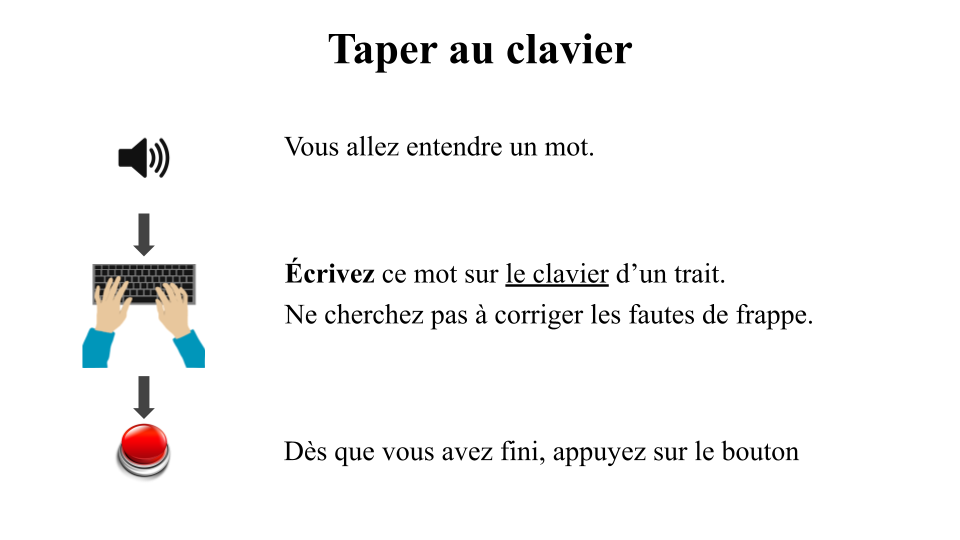 Taper au clavier
Vous allez entendre un mot.
Écrivez ce mot sur le clavier d’un trait.
Ne cherchez pas à corriger les fautes de frappe.
Dès que vous avez fini, appuyez sur le bouton